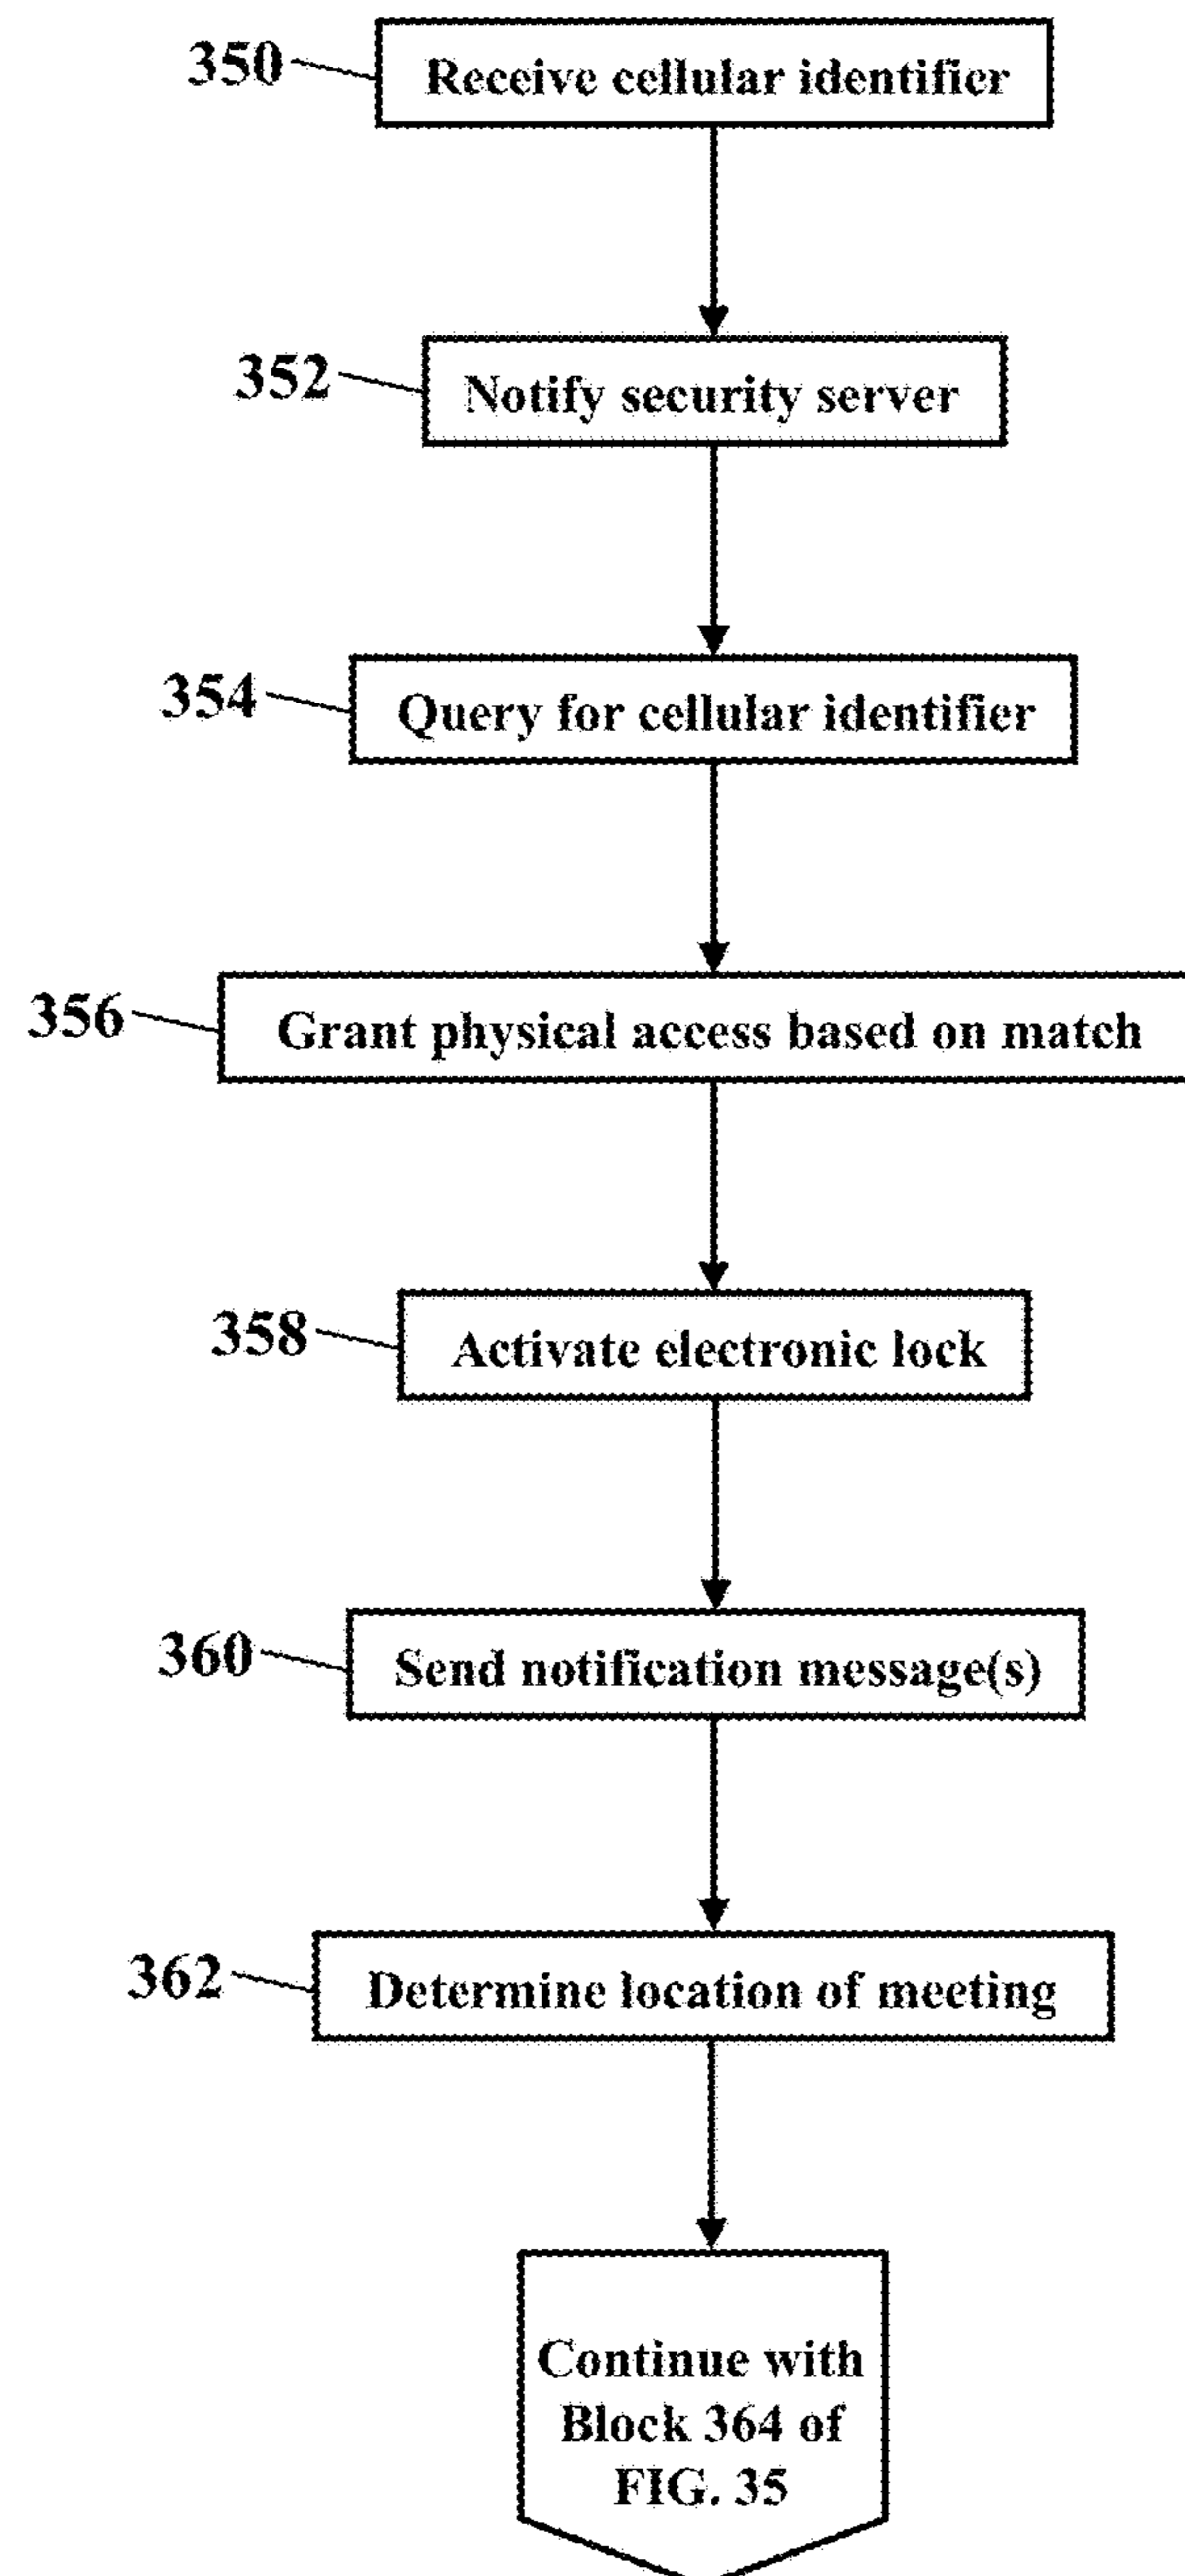 350 Receive cellular identifier
352 Notify security server
354 Query for cellular identifier
356 Grant physical access based on match
358 Activate electronic lock
360 Send notification message(s)
362 Determine location of meeting
Continue with
Block 364 of
FIG. 35